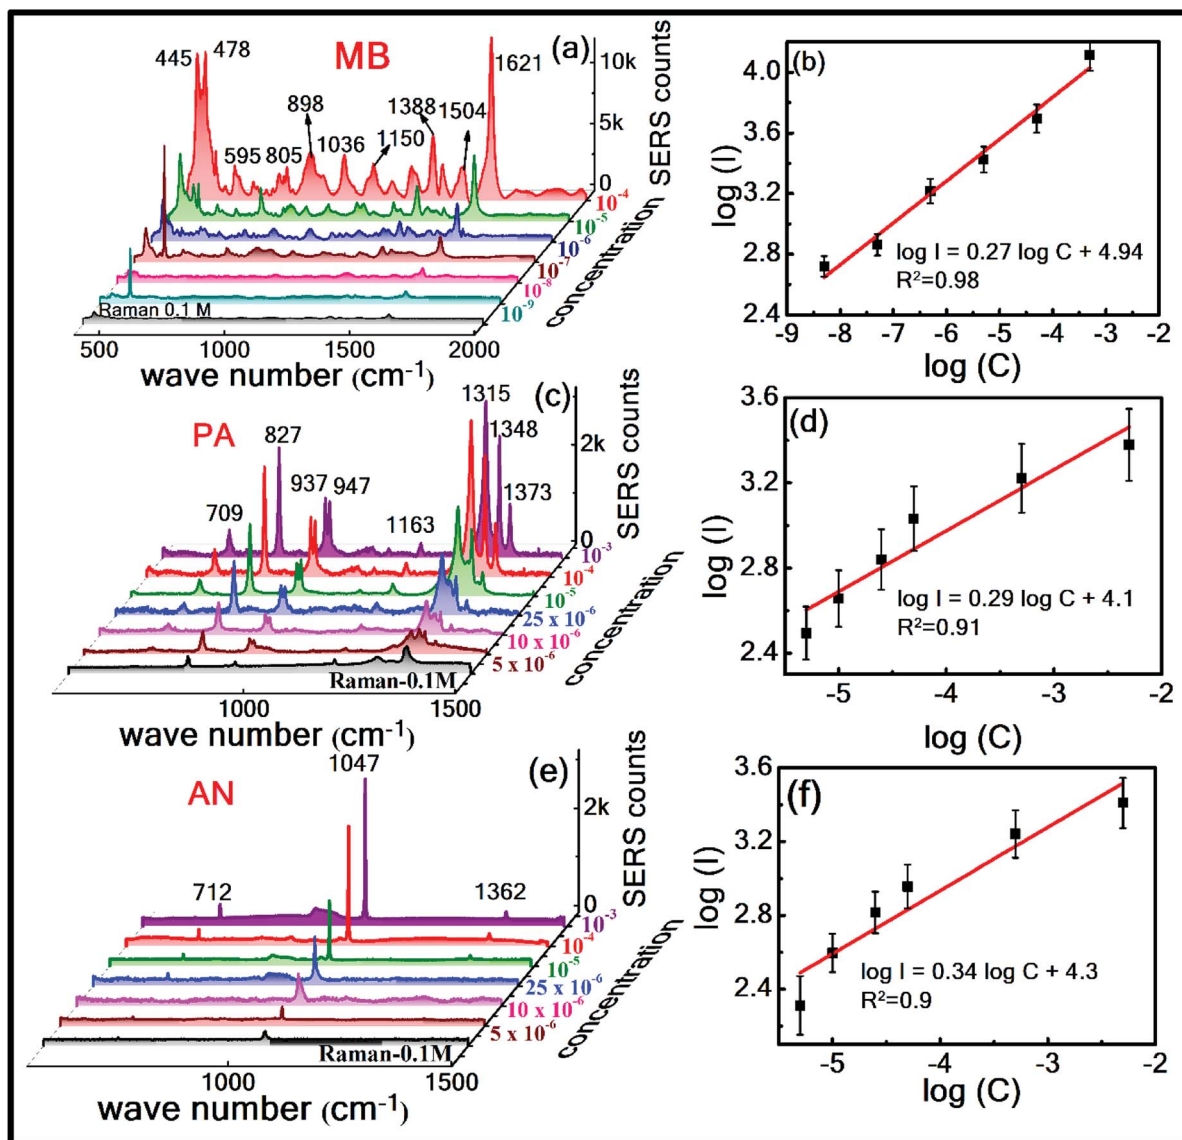 (a)
MB
445
478
595
805
898
1036
1150
1388
1504
1621
10k
5k
0
SERS counts
10⁻⁴
10⁻⁵
10⁻⁶
10⁻⁷
10⁻⁸
10⁻⁹
concentration
Raman 0.1 M
500 1000 1500 2000
wave number (cm⁻¹)
(b)
4.0
3.6
3.2
2.8
2.4
log (I)
log I = 0.27 log C + 4.94
R²=0.98
-9 -8 -7 -6 -5 -4 -3 -2
log (C)
(c)
PA
709
827
937
947
1163
1315
1348
1373
2k
0
SERS counts
10⁻³
10⁻⁴
10⁻⁵
25 x 10⁻⁶
10 x 10⁻⁶
5 x 10⁻⁶
concentration
Raman-0.1M
1000 1500
wave number (cm⁻¹)
(d)
3.6
3.2
2.8
2.4
log (I)
log I = 0.29 log C + 4.1
R²=0.91
-5 -4 -3 -2
log (C)
(e)
AN
712
1047
1362
2k
0
SERS counts
10⁻³
10⁻⁴
10⁻⁵
25 x 10⁻⁶
10 x 10⁻⁶
5 x 10⁻⁶
concentration
Raman-0.1M
1000 1500
wave number (cm⁻¹)
(f)
3.6
3.2
2.8
2.4
log (I)
log I = 0.34 log C + 4.3
R²=0.9
-5 -4 -3 -2
log (C)